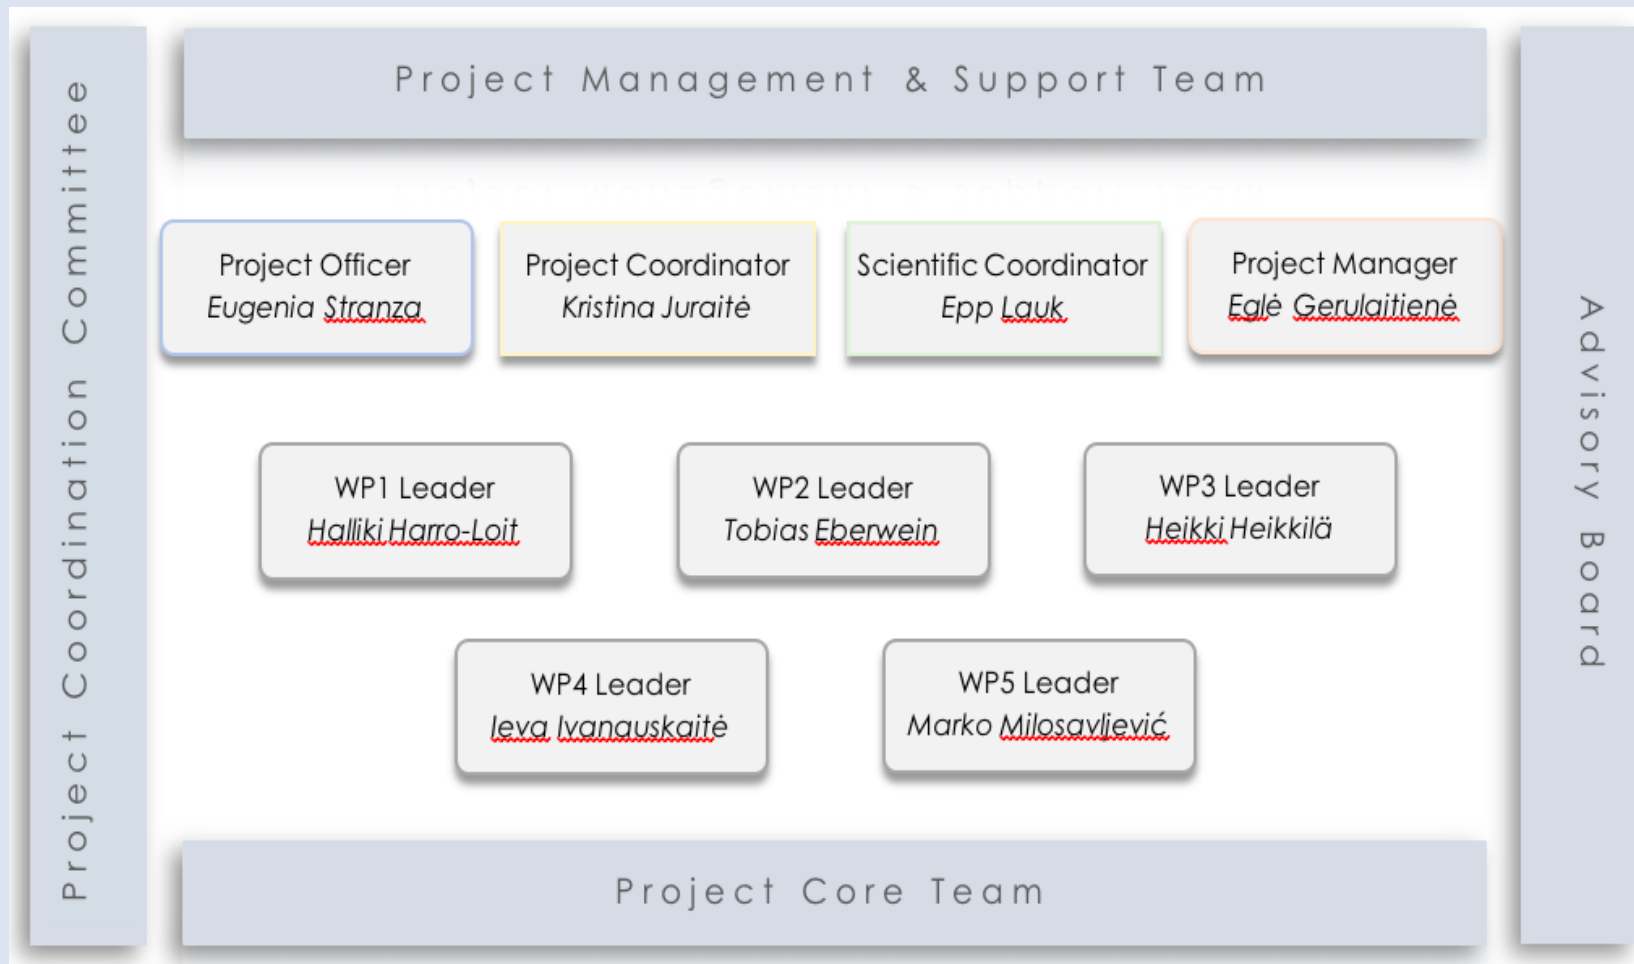 Project Coordination Committee
Project Management & Support Team
Project Officer
Eugenia Stranza
Project Coordinator
Kristina Juraitė
Scientific Coordinator
Epp Lauk
Project Manager
Eglė Gerulaitienė
WP1 Leader
Halliki Harro-Loit
WP2 Leader
Tobias Eberwein
WP3 Leader
Heikki Heikkilä
WP4 Leader
Ieva Ivanauskaitė
WP5 Leader
Marko Milosavljević
Project Core Team
Advisory Board